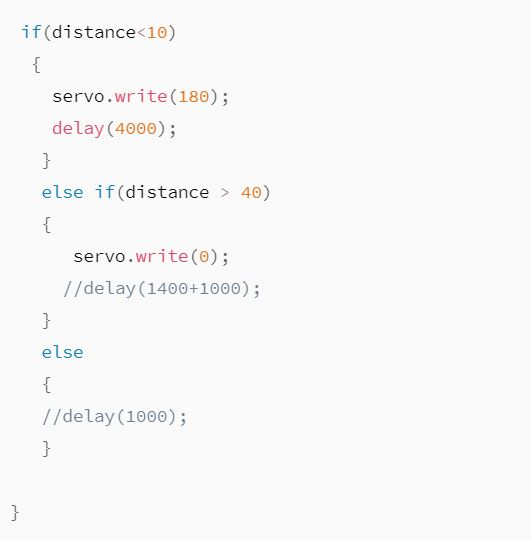 if(distance<10)
{
servo.write(180);
delay(4000);
}
else if(distance > 40)
{
servo.write(0);
//delay(1400+1000);
}
else
{
//delay(1000);
}
}